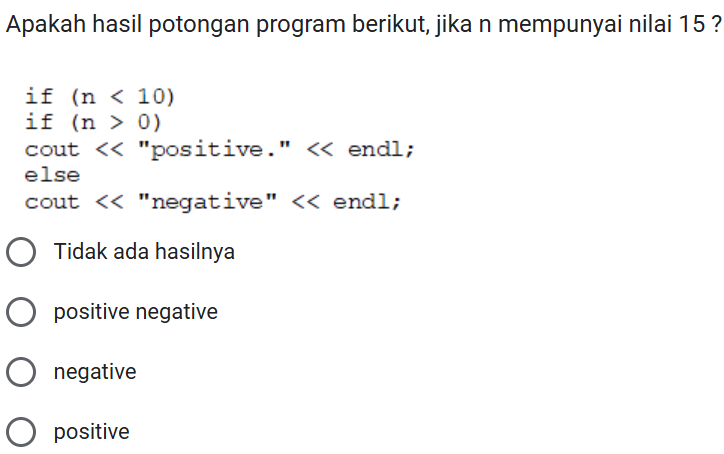 Apakah hasil potongan program berikut, jika n mempunyai nilai 15 ?
if (n < 10)
if (n > 0)
cout << "positive." << endl;
else
cout << "negative" << endl;
Tidak ada hasilnya
positive negative
negative
positive